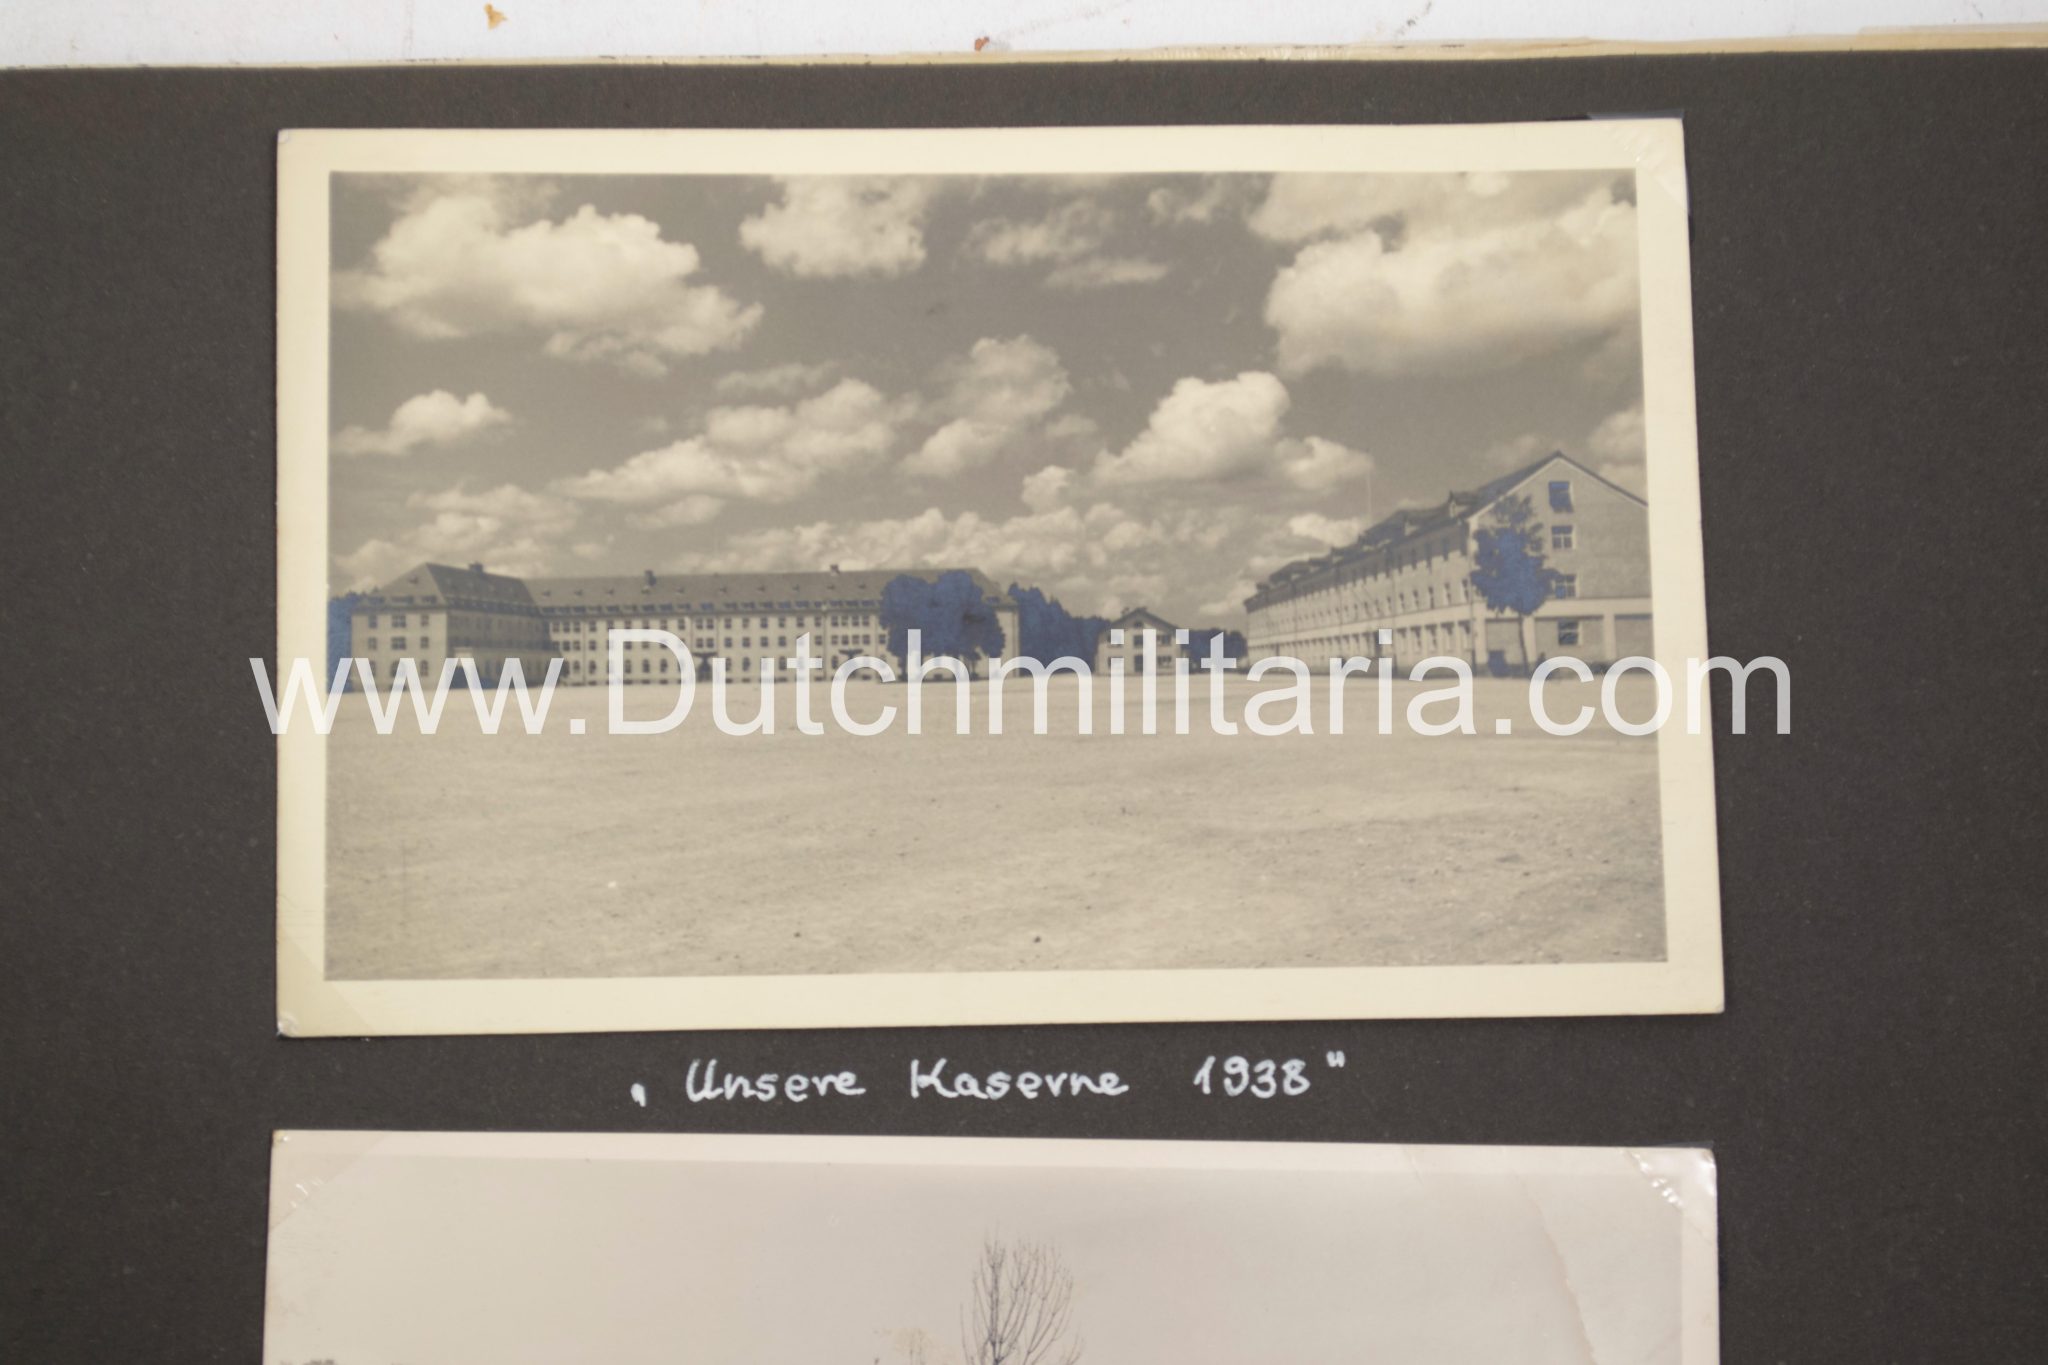 www.Dutchmilitaria.com
„Unsere Kaserne 1938"